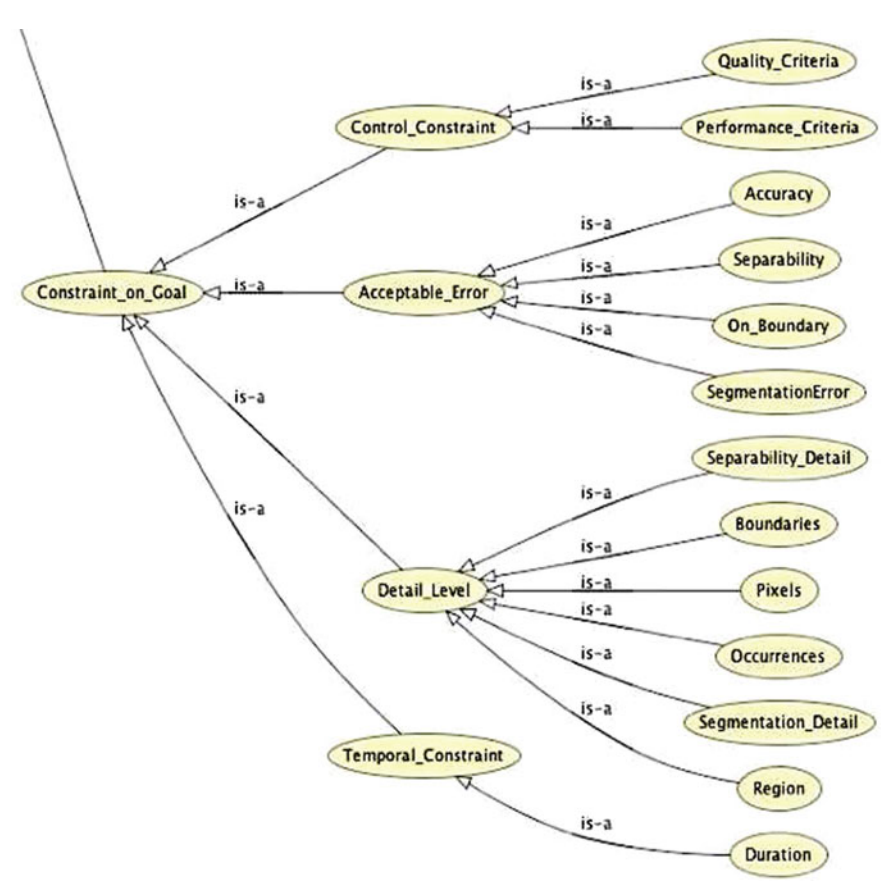 Quality_Criteria
is-a
Control_Constraint
is-a
Performance_Criteria
is-a
Accuracy
is-a
Separability
is-a
Constraint_on_Goal
is-a
Acceptable_Error
is-a
On_Boundary
is-a
SegmentationError
is-a
Separability_Detail
is-a
is-a
Boundaries
is-a
Detail_Level
is-a
Pixels
is-a
Occurrences
is-a
is-a
Segmentation_Detail
is-a
Temporal_Constraint
Region
is-a
Duration